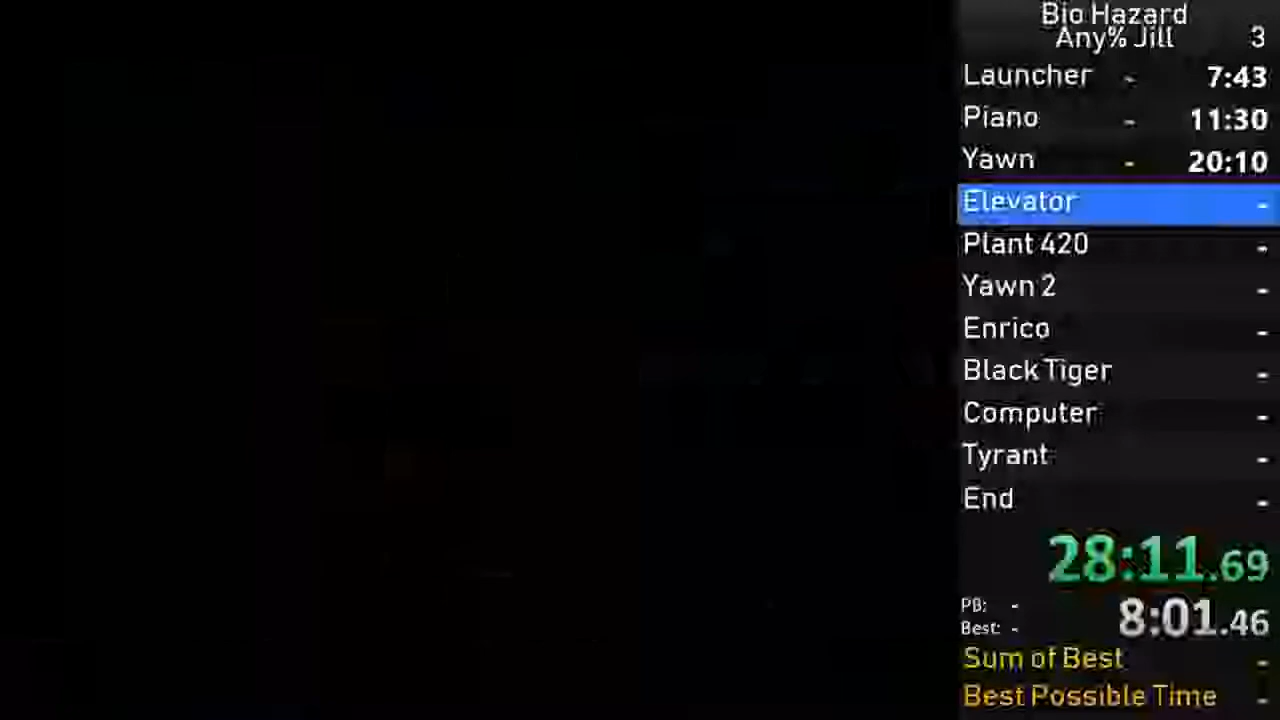 Bio Hazard
Any% Jill 3
Launcher - 7:43
Piano - 11:30
Yawn - 20:10
Elevator -
Plant 420 -
Yawn 2 -
Enrico -
Black Tiger -
Computer -
Tyrant -
End -
28:11.69
PB: - 8:01.46
Best: -
Sum of Best -
Best Possible Time -